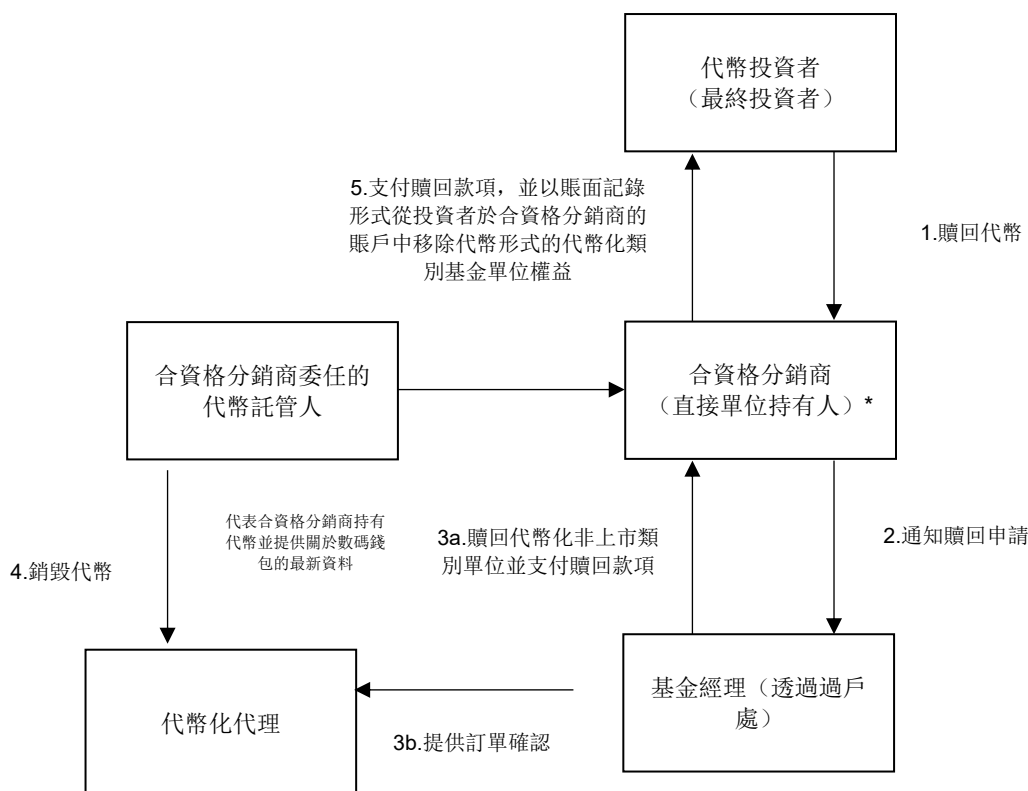 代幣投資者
（最終投資者）
5.支付贖回款項，並以賬面記錄
形式從投資者於合資格分銷商的
賬戶中移除代幣形式的代幣化類
別基金單位權益
1.贖回代幣
合資格分銷商委任的
代幣託管人
合資格分銷商
（直接單位持有人）*
代表合資格分銷商持有
代幣並提供關於數碼錢
包的最新資料
3a.贖回代幣化非上市類
別單位並支付贖回款項
2.通知贖回申請
4.銷毀代幣
代幣化代理
3b.提供訂單確認
基金經理（透過過戶
處）